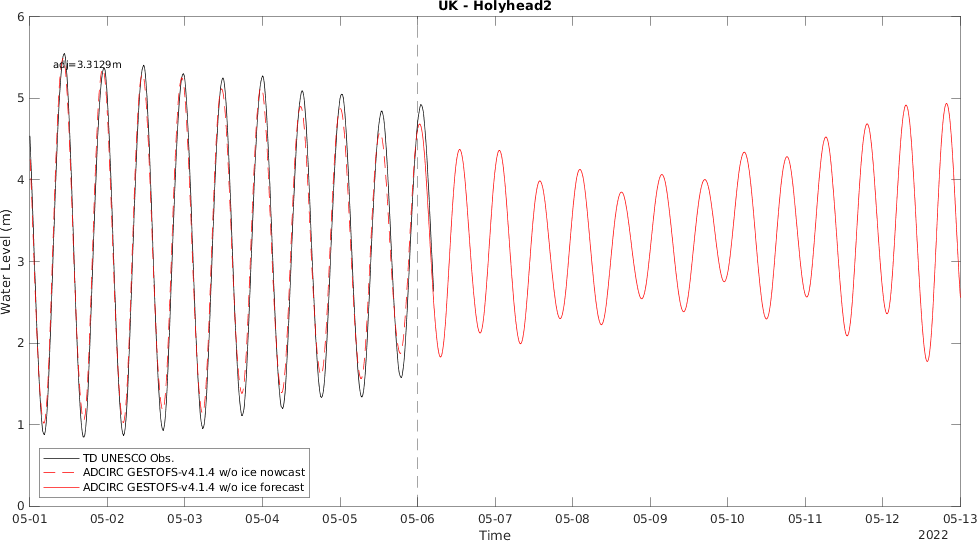 UK - Holyhead2
6
adj=3.3129m
5
4
3
2
1
0
Water Level (m)
TD UNESCO Obs.
ADCIRC GESTOFS-v4.1.4 w/o ice nowcast
ADCIRC GESTOFS-v4.1.4 w/o ice forecast
05-01 05-02 05-03 05-04 05-05 05-06 05-07 05-08 05-09 05-10 05-11 05-12 05-13
Time
2022